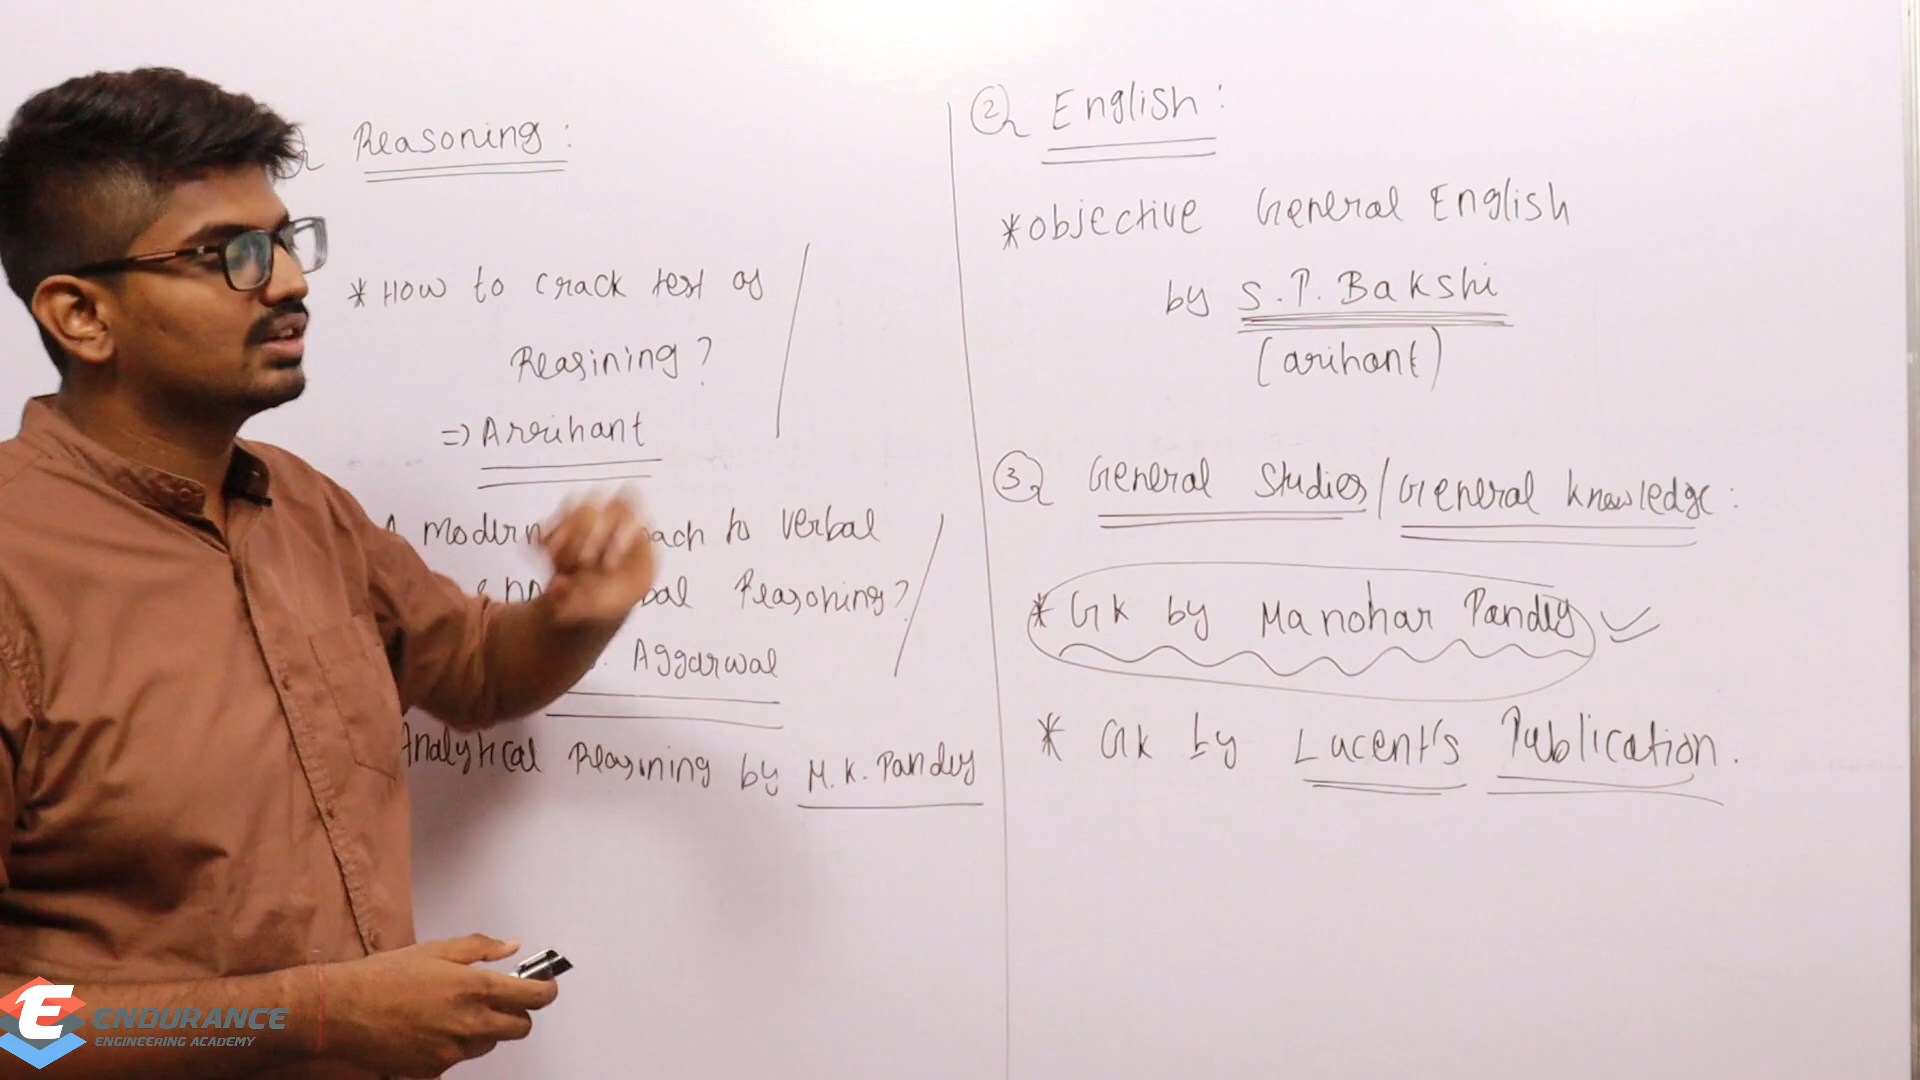 Reasoning:
* How to crack test of
Reasining?
=> Arrihant
A modern to Verbal
Reasoning?
Aggarwal
Analytical Reasining by M.K. Pandey
2 English:
* Objective General English
by S.P. Bakshi
(arihant)
3 General Studies/General knowledge:
* GK by Manohar Pandey
* GK by Lucent's Publication.
E ENDURANCE
ENGINEERING ACADEMY